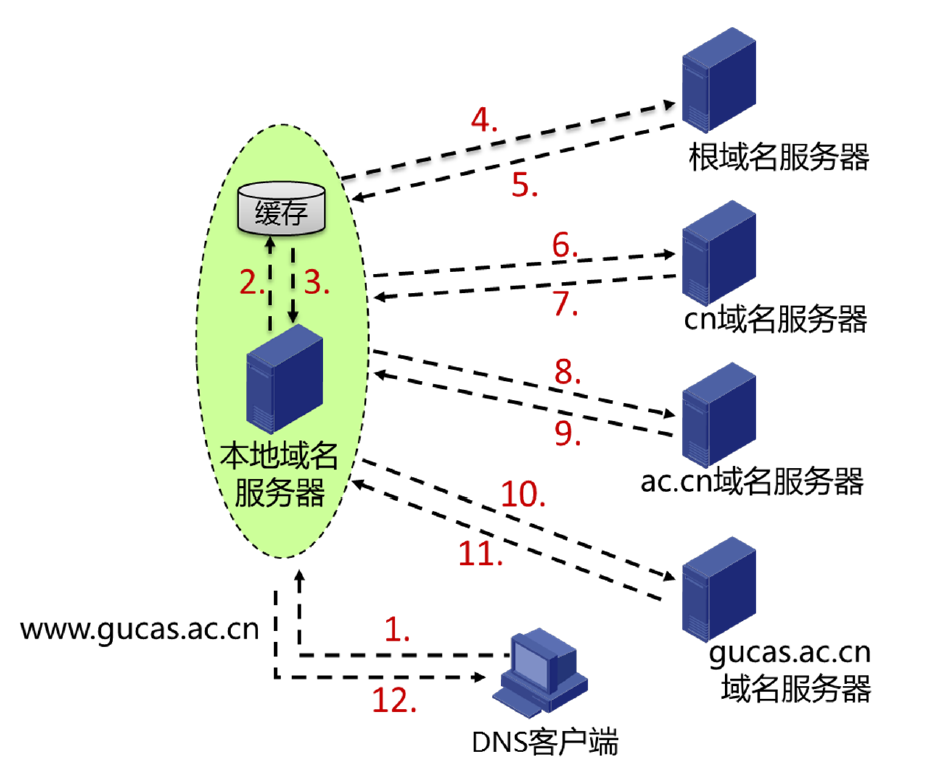 4.
根域名服务器
5.
缓存
6.
2.
3.
7.
cn域名服务器
8.
9.
本地域名
服务器
ac.cn域名服务器
10.
11.
www.gucas.ac.cn
1.
gucas.ac.cn
域名服务器
12.
DNS客户端